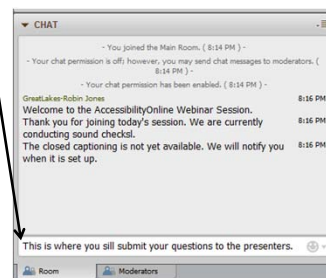 CHAT
- You joined the Main Room. ( 8:14 PM ) -
- Your chat permission is off; however, you may send chat messages to moderators. (
8:14 PM ) -
- Your chat permission has been enabled. ( 8:14 PM ) -
GreatLakes-Robin Jones 8:16 PM
Welcome to the AccessibilityOnline Webinar Session.
Thank you for joining today's session. We are currently 8:16 PM
conducting sound checksl.
The closed captioning is not yet available. We will notify you 8:16 PM
when it is set up.
This is where you sill submit your questions to the presenters.
Room Moderators